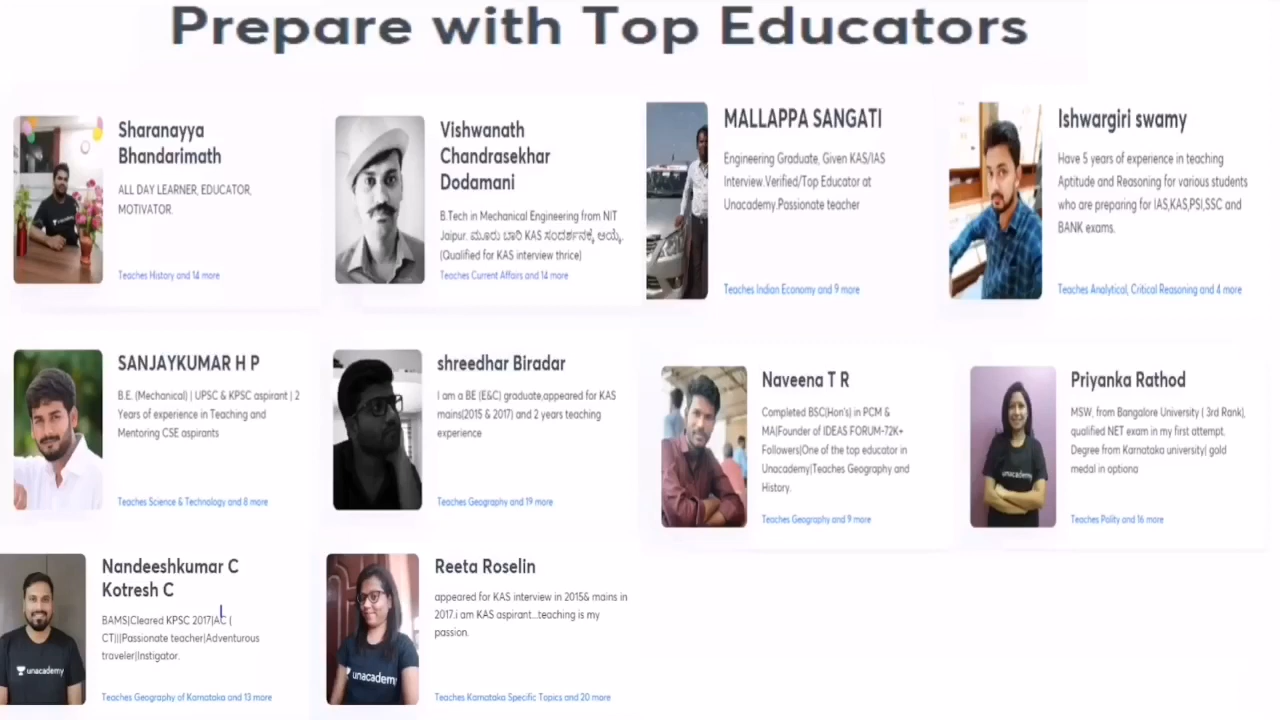 Prepare with Top Educators
Sharanayya
Bhandarimath
ALL DAY LEARNER, EDUCATOR,
MOTIVATOR.
Teaches History and 14 more
Vishwanath
Chandrasekhar
Dodamani
B.Tech in Mechanical Engineering from NIT
Jaipur. ಮೂರು ಬಾರಿ KAS ಸಂದರ್ಶನಕ್ಕೆ ಆಯ್ಕೆ.
(Qualified for KAS interview thrice)
Teaches Current Affairs and 14 more
MALLAPPA SANGATI
Engineering Graduate, Given KAS/IAS
Interview.Verified/Top Educator at
Unacademy.Passionate teacher
Teaches Indian Economy and 9 more
Ishwargiri swamy
Have 5 years of experience in teaching
Aptitude and Reasoning for various students
who are preparing for IAS,KAS,PSI,SSC and
BANK exams.
Teaches Analytical, Critical Reasoning and 4 more
SANJAYKUMAR H P
B.E. (Mechanical) | UPSC & KPSC aspirant | 2
Years of experience in Teaching and
Mentoring CSE aspirants
Teaches Science & Technology and 8 more
shreedhar Biradar
I am a BE (E&C) graduate,appeared for KAS
mains(2015 & 2017) and 2 years teaching
experience
Teaches Geography and 19 more
Naveena T R
Completed BSC(Hon's) in PCM &
MA|Founder of IDEAS FORUM-72K+
Followers|One of the top educator in
Unacademy|Teaches Geography and
History.
Teaches Geography and 9 more
Priyanka Rathod
MSW, from Bangalore University ( 3rd Rank),
qualified NET exam in my first attempt,
Degree from Karnataka university( gold
medal in optiona
Teaches Polity and 16 more
unacademy
Nandeeshkumar C
Kotresh C
BAMS|Cleared KPSC 2017|AC (
CT)||Passionate teacher|Adventurous
traveler|Instigator.
Teaches Geography of Karnataka and 13 more
unacademy
Reeta Roselin
appeared for KAS interview in 2015& mains in
2017.i am KAS aspirant...teaching is my
passion.
Teaches Karnataka Specific Topics and 20 more
unacademy